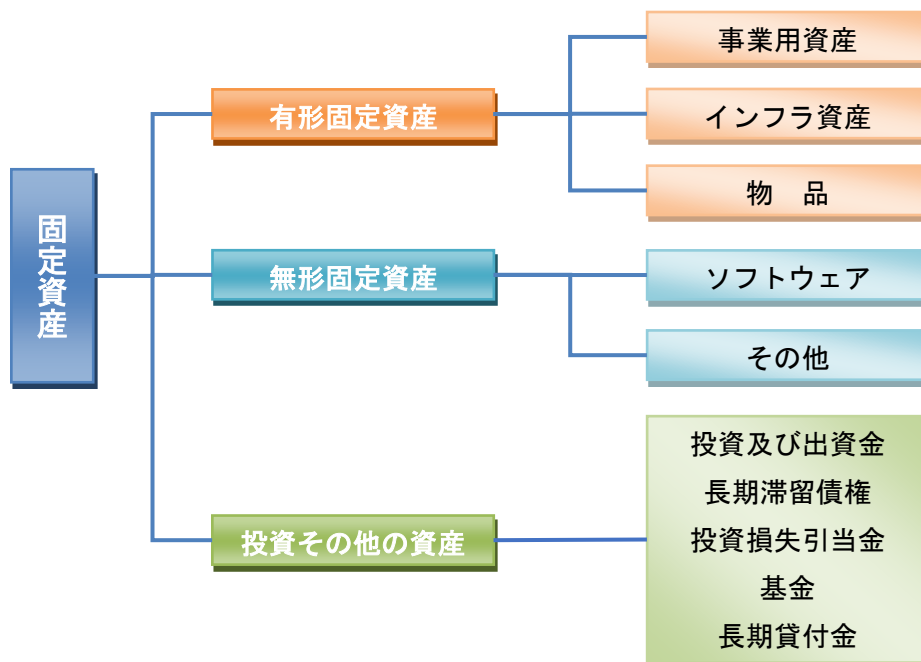 固定資産
有形固定資産
事業用資産
インフラ資産
物　品
無形固定資産
ソフトウェア
その他
投資その他の資産
投資及び出資金
長期滞留債権
投資損失引当金
基金
長期貸付金